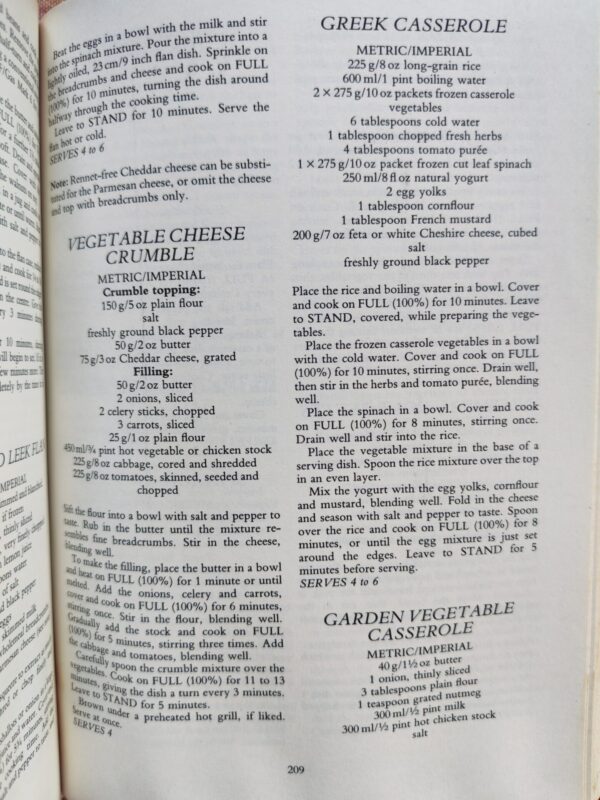 Beat the eggs in a bowl with the milk and stir
into the spinach mixture. Pour the mixture into a
lightly oiled, 23 cm/9 inch flan dish. Sprinkle on
the breadcrumbs and cheese and cook on FULL
(100%) for 10 minutes, turning the dish around
halfway through the cooking time.
Leave to STAND for 10 minutes. Serve the
flan hot or cold.
SERVES 4 to 6
Note: Rennet-free Cheddar cheese can be substi-
tuted for the Parmesan cheese, or omit the cheese
and top with breadcrumbs only.
VEGETABLE CHEESE
CRUMBLE
METRIC/IMPERIAL
Crumble topping:
150 g/5 oz plain flour
salt
freshly ground black pepper
50 g/2 oz butter
75 g/3 oz Cheddar cheese, grated
Filling:
50 g/2 oz butter
2 onions, sliced
2 celery sticks, chopped
3 carrots, sliced
25 g/1 oz plain flour
450 ml/¾ pint hot vegetable or chicken stock
225 g/8 oz cabbage, cored and shredded
225 g/8 oz tomatoes, skinned, seeded and
chopped
Sift the flour into a bowl with salt and pepper to
taste. Rub in the butter until the mixture re-
sembles fine breadcrumbs. Stir in the cheese,
blending well.
To make the filling, place the butter in a bowl
and heat on FULL (100%) for 1 minute or until
melted. Add the onions, celery and carrots,
cover and cook on FULL (100%) for 6 minutes,
stirring once. Stir in the flour, blending well.
Gradually add the stock and cook on FULL
(100%) for 5 minutes, stirring three times. Add
the cabbage and tomatoes, blending well.
Carefully spoon the crumble mixture over the
vegetables. Cook on FULL (100%) for 11 to 13
minutes, giving the dish a turn every 3 minutes.
Leave to STAND for 5 minutes.
Brown under a preheated hot grill, if liked.
Serve at once.
SERVES 4
GREEK CASSEROLE
METRIC/IMPERIAL
225 g/8 oz long-grain rice
600 ml/1 pint boiling water
2 × 275 g/10 oz packets frozen casserole
vegetables
6 tablespoons cold water
1 tablespoon chopped fresh herbs
4 tablespoons tomato purée
1 × 275 g/10 oz packet frozen cut leaf spinach
250 ml/8 fl oz natural yogurt
2 egg yolks
1 tablespoon cornflour
1 tablespoon French mustard
200 g/7 oz feta or white Cheshire cheese, cubed
salt
freshly ground black pepper
Place the rice and boiling water in a bowl. Cover
and cook on FULL (100%) for 10 minutes. Leave
to STAND, covered, while preparing the vege-
tables.
Place the frozen casserole vegetables in a bowl
with the cold water. Cover and cook on FULL
(100%) for 10 minutes, stirring once. Drain well,
then stir in the herbs and tomato purée, blending
well.
Place the spinach in a bowl. Cover and cook
on FULL (100%) for 8 minutes, stirring once.
Drain well and stir into the rice.
Place the vegetable mixture in the base of a
serving dish. Spoon the rice mixture over the top
in an even layer.
Mix the yogurt with the egg yolks, cornflour
and mustard, blending well. Fold in the cheese
and season with salt and pepper to taste. Spoon
over the rice and cook on FULL (100%) for 8
minutes, or until the egg mixture is just set
around the edges. Leave to STAND for 5
minutes before serving.
SERVES 4 to 6
GARDEN VEGETABLE
CASSEROLE
METRIC/IMPERIAL
40 g/1½ oz butter
1 onion, thinly sliced
3 tablespoons plain flour
1 teaspoon grated nutmeg
300 ml/½ pint milk
300 ml/½ pint hot chicken stock
salt
209